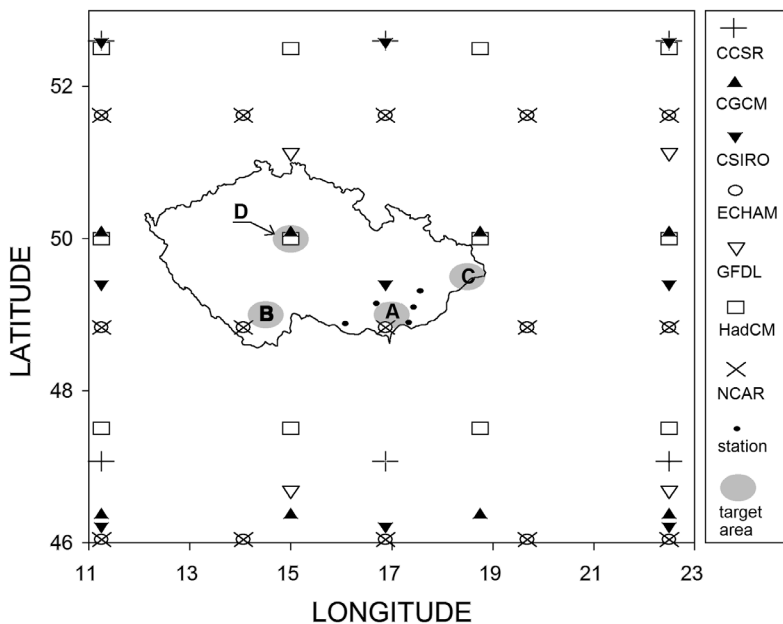 52
50
48
46
11
13
15
17
19
21
23
LATITUDE
LONGITUDE
D
C
B
A
CCSR
CGCM
CSIRO
ECHAM
GFDL
HadCM
NCAR
station
target
area